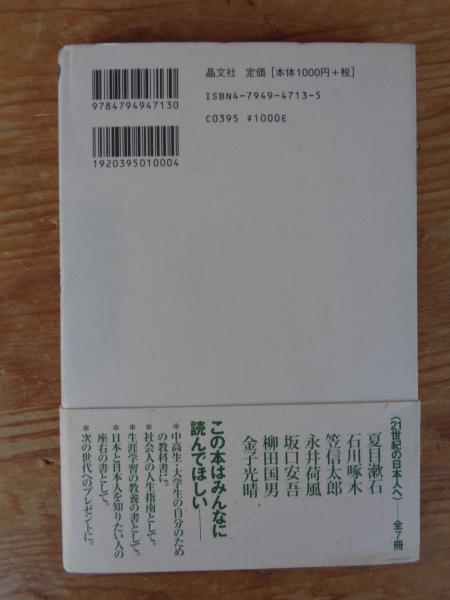 9784794947130
1920395010004
晶文社　定価［本体1000円+税］
ISBN4-7949-4713-5
C0395 ¥1000E
〈21世紀の日本人へ〉——全7冊
夏目漱石
石川啄木
笠信太郎
永井荷風
坂口安吾
柳田国男
金子光晴
この本はみんなに
読んでほしい——
＊中高生・大学生の自分のため
の教科書に。
＊社会人の人生指南として。
＊生涯学習の教養の書として。
＊日本と日本人を知りたい人の
座右の書として。
＊次の世代へのプレゼントに。